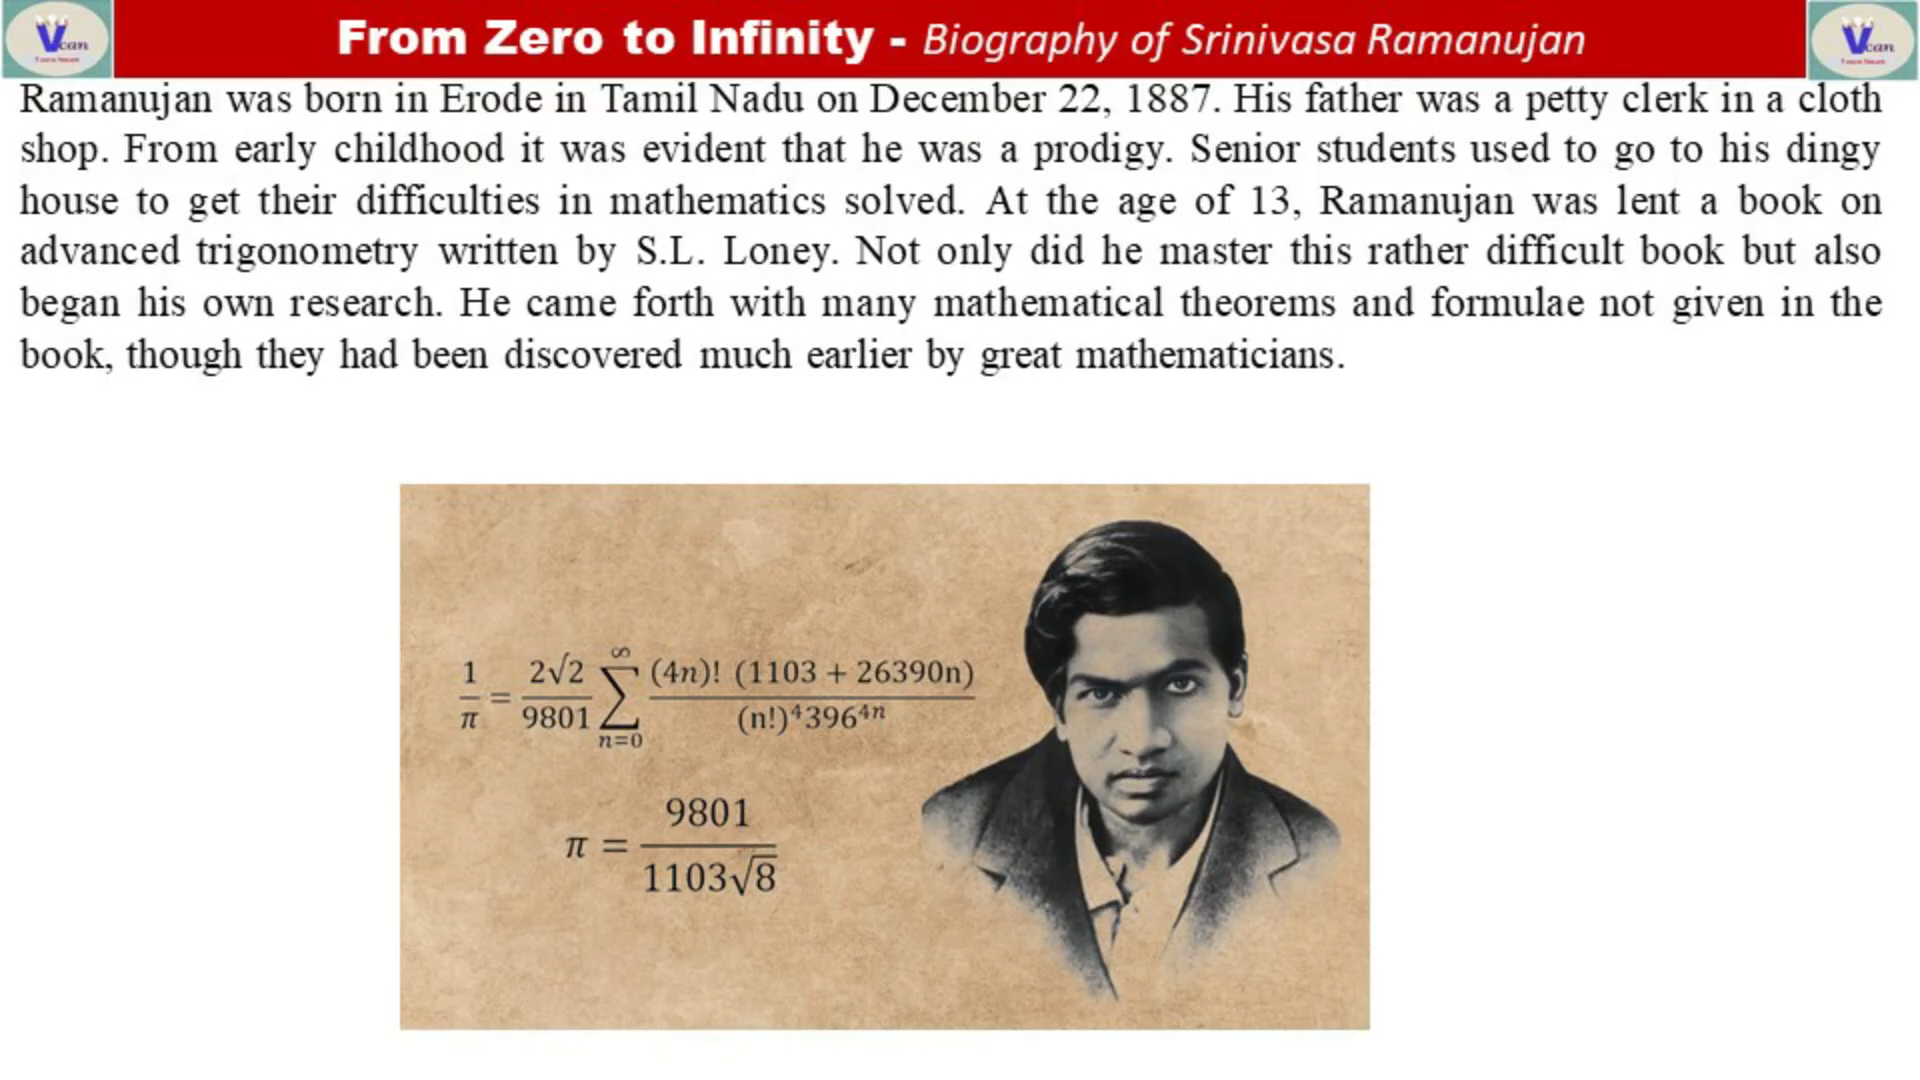 Vcan
From Zero to Infinity - Biography of Srinivasa Ramanujan
Vcan
Ramanujan was born in Erode in Tamil Nadu on December 22, 1887. His father was a petty clerk in a cloth
shop. From early childhood it was evident that he was a prodigy. Senior students used to go to his dingy
house to get their difficulties in mathematics solved. At the age of 13, Ramanujan was lent a book on
advanced trigonometry written by S.L. Loney. Not only did he master this rather difficult book but also
began his own research. He came forth with many mathematical theorems and formulae not given in the
book, though they had been discovered much earlier by great mathematicians.
1/π = 2√2/9801 ∑ n=0 ∞ (4n)! (1103 + 26390n)/(n!)⁴396⁴ⁿ
π = 9801/1103√8